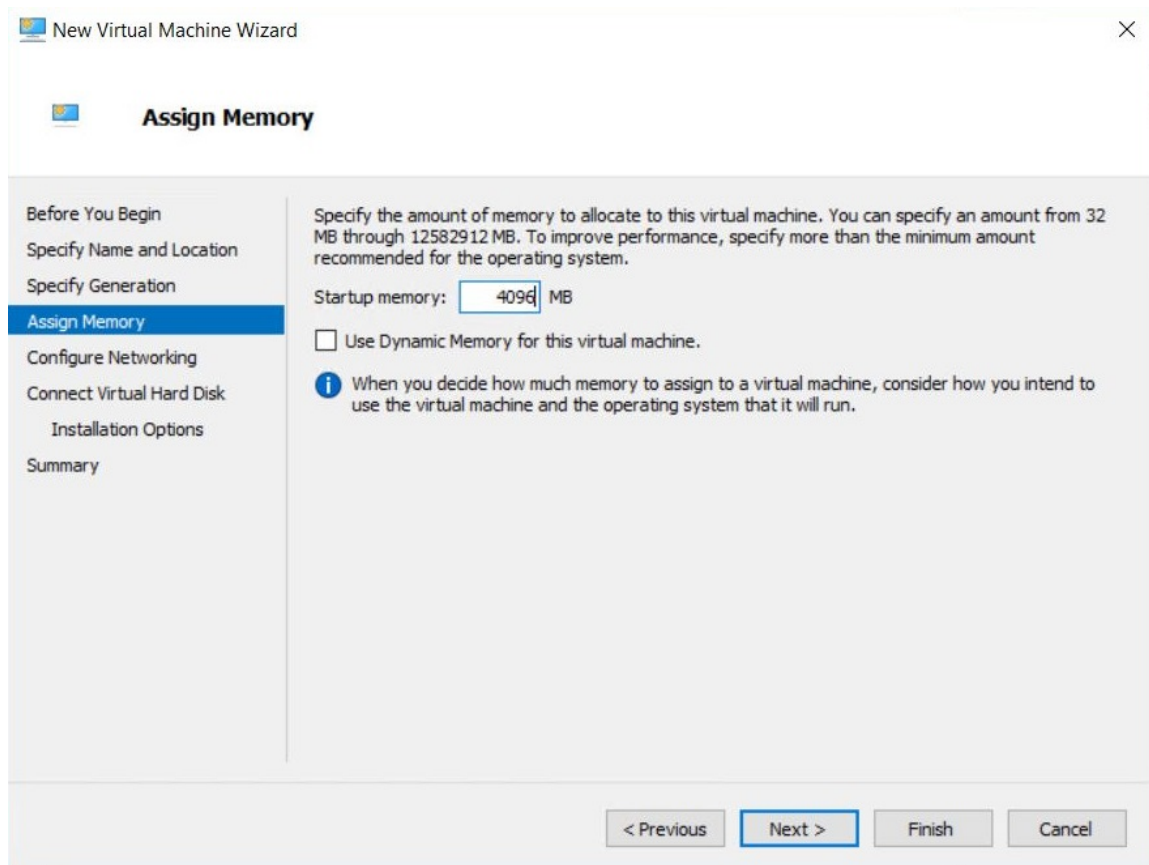 New Virtual Machine Wizard
Assign Memory
Before You Begin
Specify Name and Location
Specify Generation
Assign Memory
Configure Networking
Connect Virtual Hard Disk
Installation Options
Summary
Specify the amount of memory to allocate to this virtual machine. You can specify an amount from 32
MB through 12582912 MB. To improve performance, specify more than the minimum amount
recommended for the operating system.
Startup memory: 4096 MB
Use Dynamic Memory for this virtual machine.
When you decide how much memory to assign to a virtual machine, consider how you intend to
use the virtual machine and the operating system that it will run.
< Previous Next > Finish Cancel